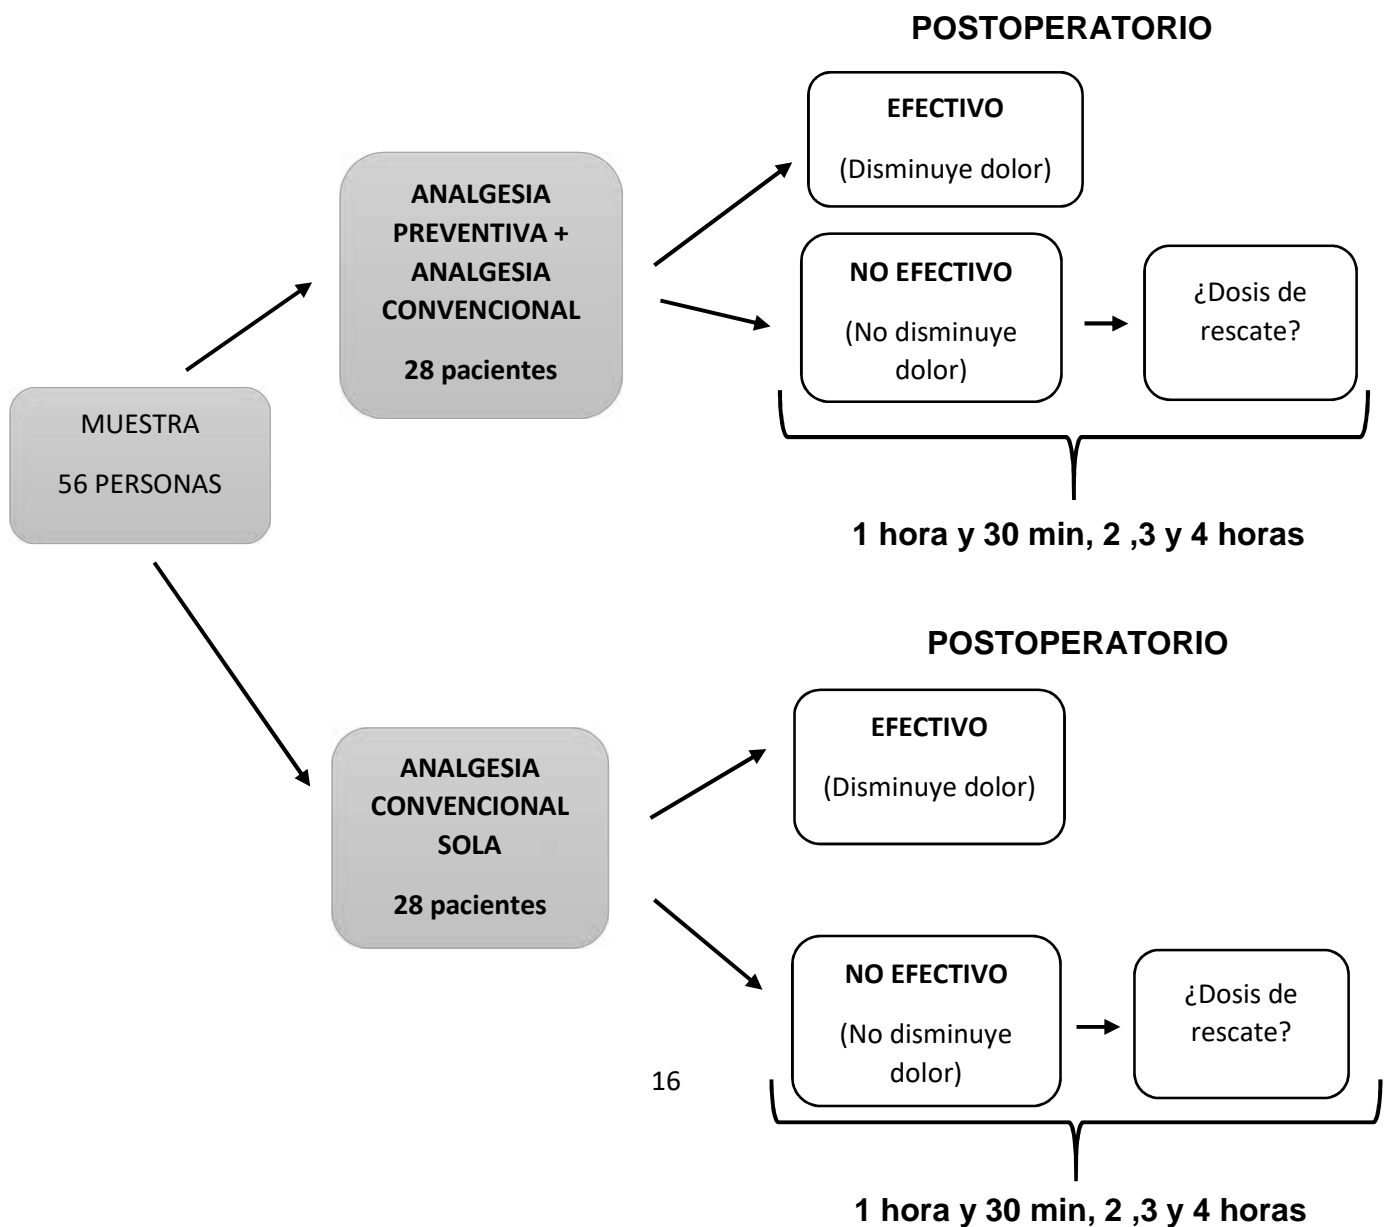 POSTOPERATORIO
EFECTIVO
(Disminuye dolor)
ANALGESIA
PREVENTIVA +
ANALGESIA
CONVENCIONAL
28 pacientes
NO EFECTIVO
(No disminuye
dolor)
¿Dosis de
rescate?
MUESTRA
56 PERSONAS
1 hora y 30 min, 2 ,3 y 4 horas
POSTOPERATORIO
EFECTIVO
(Disminuye dolor)
ANALGESIA
CONVENCIONAL
SOLA
28 pacientes
NO EFECTIVO
(No disminuye
dolor)
¿Dosis de
rescate?
16
1 hora y 30 min, 2 ,3 y 4 horas